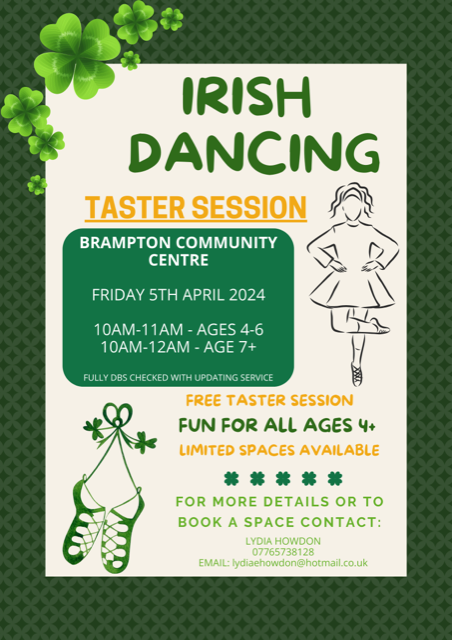 IRISH
DANCING
TASTER SESSION
BRAMPTON COMMUNITY
CENTRE
FRIDAY 5TH APRIL 2024
10AM-11AM - AGES 4-6
10AM-12AM - AGE 7+
FULLY DBS CHECKED WITH UPDATING SERVICE
FREE TASTER SESSION
FUN FOR ALL AGES 4+
LIMITED SPACES AVAILABLE
FOR MORE DETAILS OR TO
BOOK A SPACE CONTACT:
LYDIA HOWDON
07765738128
EMAIL: lydiaehowdon@hotmail.co.uk